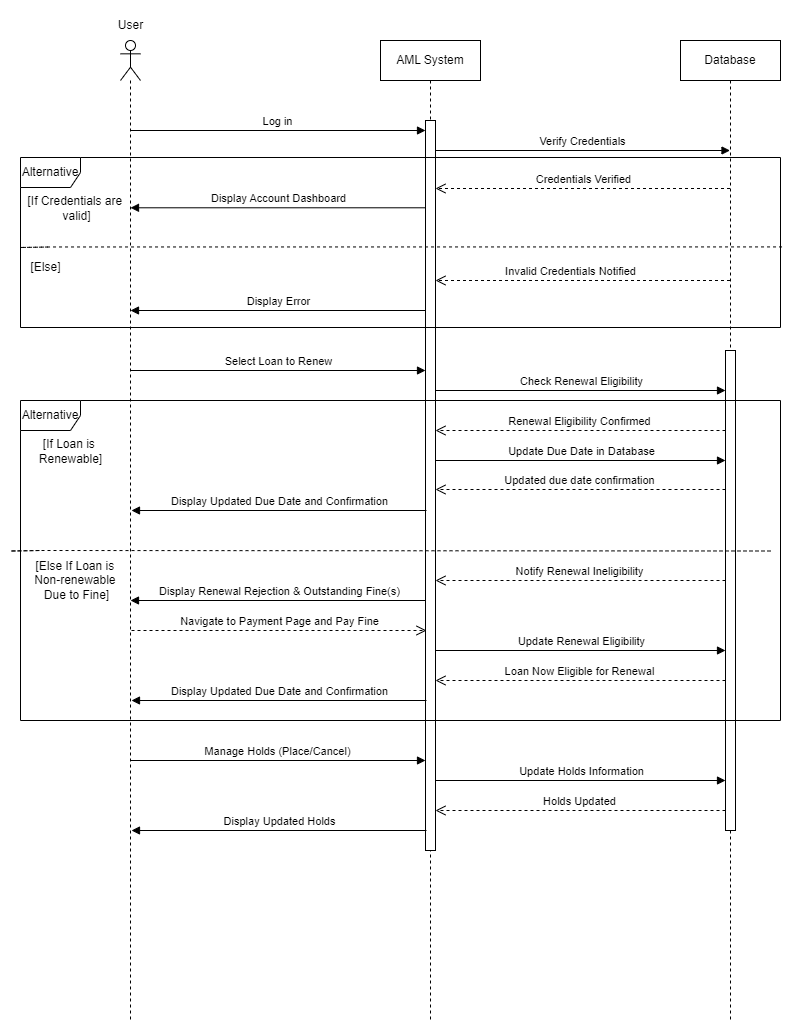 User
AML System
Database
Log in
Verify Credentials
Alternative
Credentials Verified
[If Credentials are
valid]
Display Account Dashboard
[Else]
Invalid Credentials Notified
Display Error
Select Loan to Renew
Check Renewal Eligibility
Alternative
Renewal Eligibility Confirmed
[If Loan is
Renewable]
Update Due Date in Database
Updated due date confirmation
Display Updated Due Date and Confirmation
[Else If Loan is
Non-renewable
Due to Fine]
Notify Renewal Ineligibility
Display Renewal Rejection & Outstanding Fine(s)
Navigate to Payment Page and Pay Fine
Update Renewal Eligibility
Loan Now Eligible for Renewal
Display Updated Due Date and Confirmation
Manage Holds (Place/Cancel)
Update Holds Information
Holds Updated
Display Updated Holds